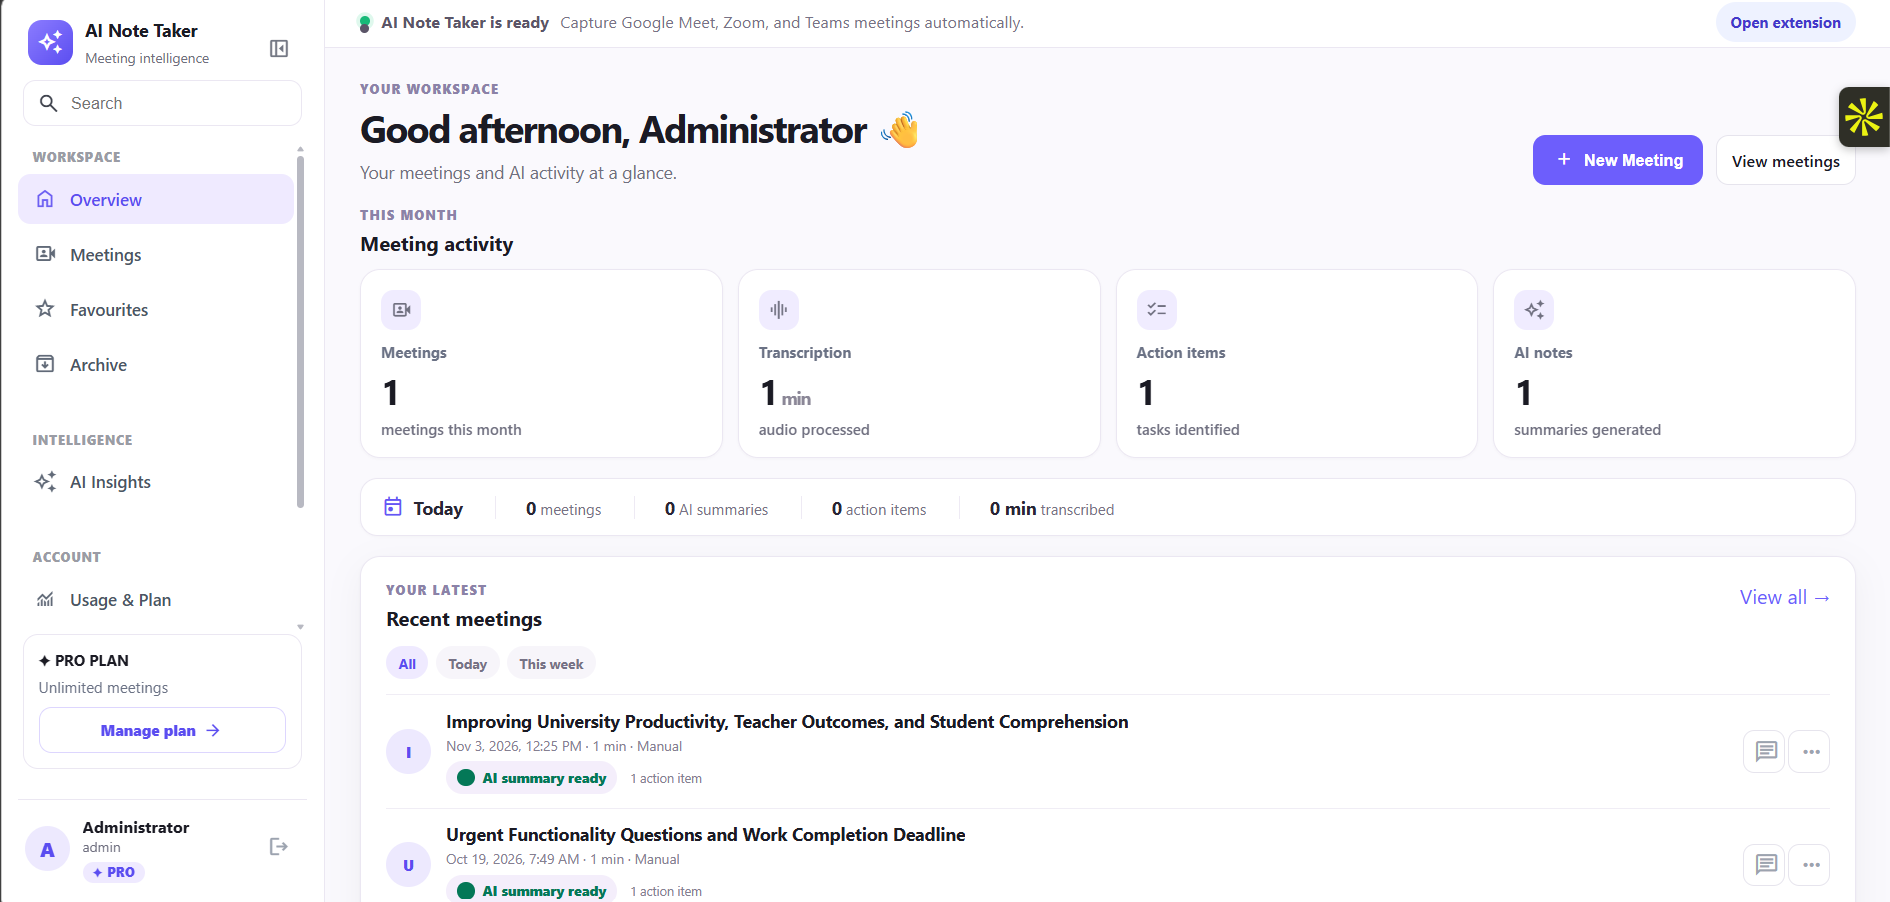 AI Note Taker
Meeting intelligence
Search
WORKSPACE
Overview
Meetings
Favourites
Archive
INTELLIGENCE
AI Insights
ACCOUNT
Usage & Plan
✦ PRO PLAN
Unlimited meetings
Manage plan →
A
Administrator
admin
✦ PRO
AI Note Taker is ready Capture Google Meet, Zoom, and Teams meetings automatically.
Open extension
YOUR WORKSPACE
Good afternoon, Administrator 👋
Your meetings and AI activity at a glance.
+ New Meeting
View meetings
THIS MONTH
Meeting activity
Meetings
1
meetings this month
Transcription
1 min
audio processed
Action items
1
tasks identified
AI notes
1
summaries generated
Today 0 meetings 0 AI summaries 0 action items 0 min transcribed
YOUR LATEST
Recent meetings
View all →
All Today This week
I
Improving University Productivity, Teacher Outcomes, and Student Comprehension
Nov 3, 2026, 12:25 PM · 1 min · Manual
AI summary ready 1 action item
U
Urgent Functionality Questions and Work Completion Deadline
Oct 19, 2026, 7:49 AM · 1 min · Manual
AI summary ready 1 action item